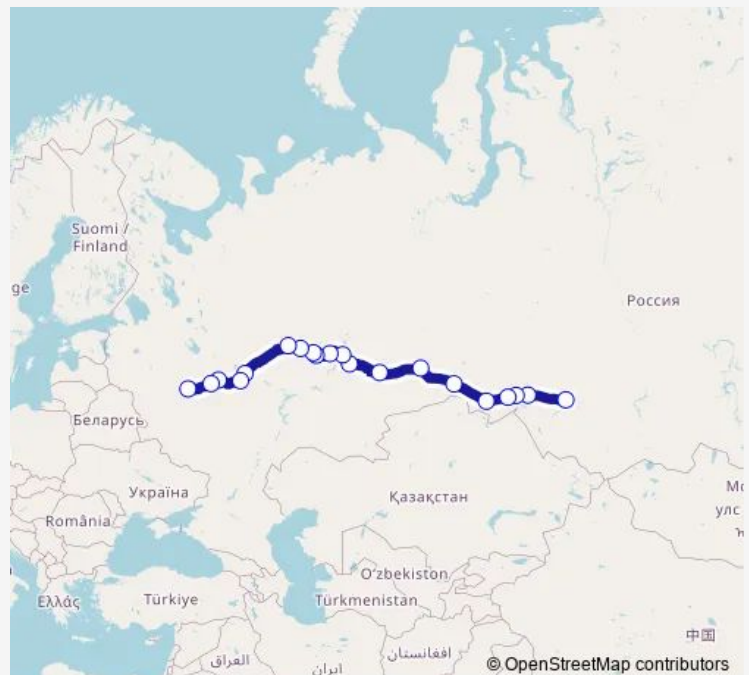 Suomi /
Finland
ge
Россия
Беларусь
Україна
Қазақстан
România
Mo
улс
O'zbekiston
Ελλάς
Türkiye
Türkmenistan
中国
العراق
ایران
افغانستان
© OpenStreetMap contributors